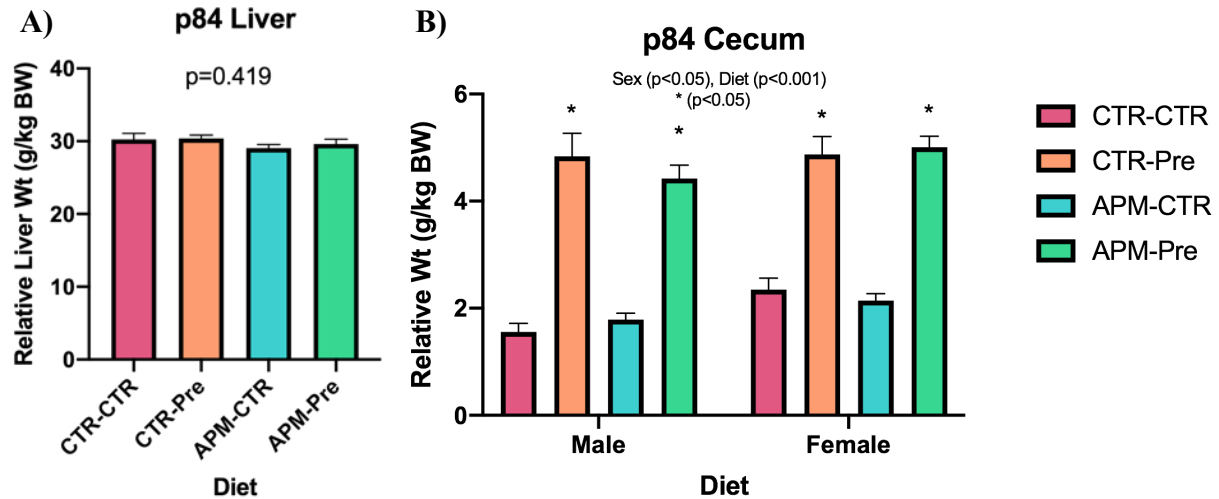 A)
p84 Liver
p=0.419
Relative Liver Wt (g/kg BW)
40
30
20
10
0
CTR-CTR
CTR-Pre
APM-CTR
APM-Pre
Diet
B)
p84 Cecum
Sex (p<0.05), Diet (p<0.001)
* (p<0.05)
Relative Wt (g/kg BW)
6
4
2
0
*
*
*
*
Male
Female
Diet
CTR-CTR
CTR-Pre
APM-CTR
APM-Pre